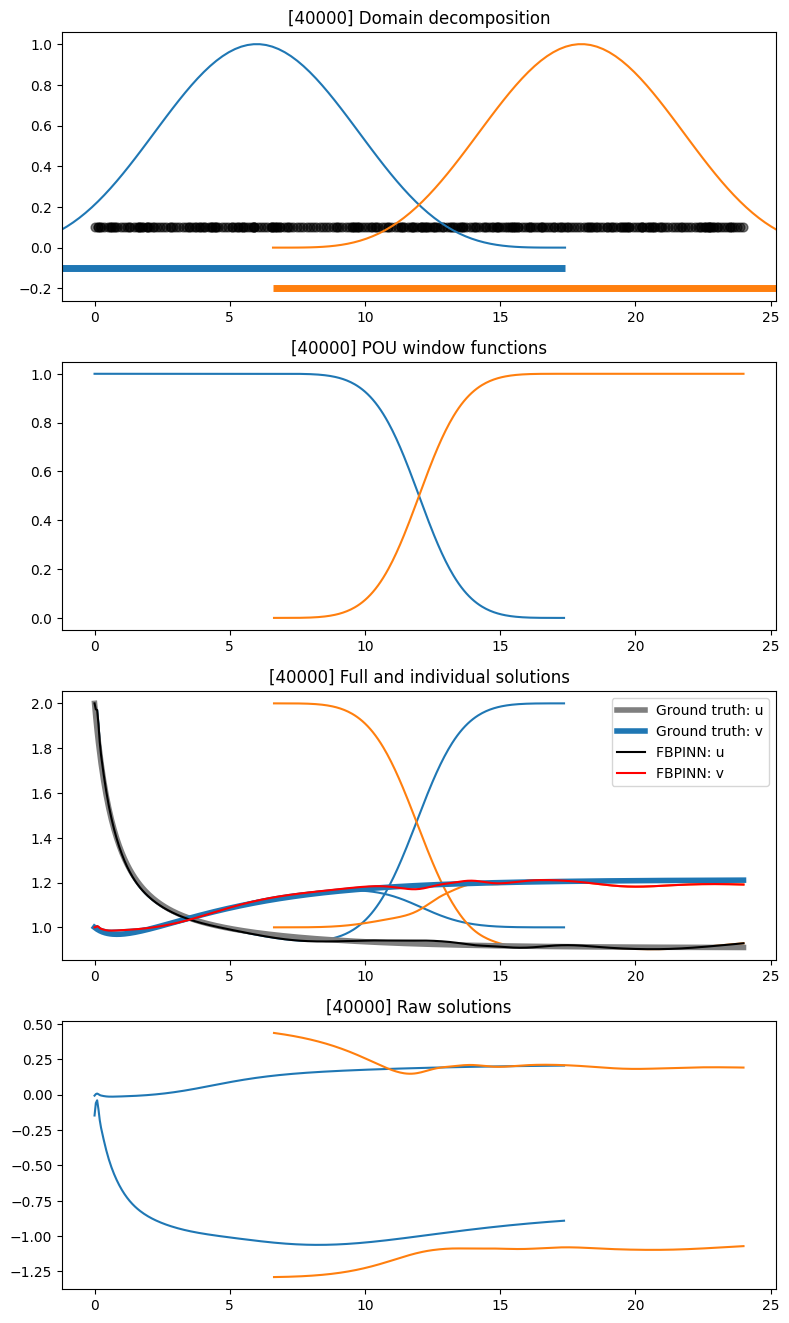 [40000] Domain decomposition
1.0
0.8
0.6
0.4
0.2
0.0
−0.2
0 5 10 15 20 25
[40000] POU window functions
1.0
0.8
0.6
0.4
0.2
0.0
0 5 10 15 20 25
[40000] Full and individual solutions
2.0
1.8
1.6
1.4
1.2
1.0
Ground truth: u
Ground truth: v
FBPINN: u
FBPINN: v
0 5 10 15 20 25
[40000] Raw solutions
0.50
0.25
0.00
−0.25
−0.50
−0.75
−1.00
−1.25
0 5 10 15 20 25